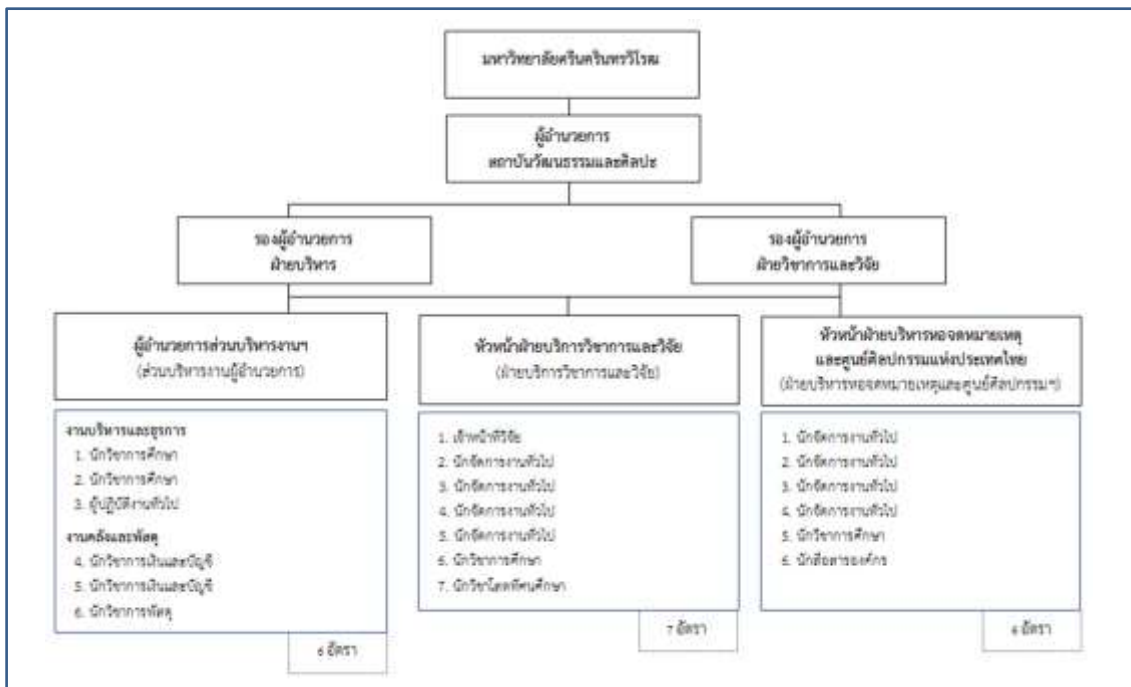 มหาวิทยาลัยศรีนครินทรวิโรฒ
ผู้อำนวยการ
สถาบันวัฒนธรรมและศิลปะ
รองผู้อำนวยการ
ฝ่ายบริหาร
รองผู้อำนวยการ
ฝ่ายวิชาการและวิจัย
ผู้อำนวยการส่วนบริหารงานฯ
(ส่วนบริหารงานผู้อำนวยการ)
งานบริหารและธุรการ
1. นักวิชาการศึกษา
2. นักวิชาการศึกษา
3. ผู้ปฏิบัติงานทั่วไป
งานคลังและพัสดุ
4. นักวิชาการเงินและบัญชี
5. นักวิชาการเงินและบัญชี
6. นักวิชาการพัสดุ
6 อัตรา
หัวหน้าฝ่ายบริการวิชาการและวิจัย
(ฝ่ายบริการวิชาการและวิจัย)
1. เจ้าหน้าที่วิจัย
2. นักจัดการงานทั่วไป
3. นักจัดการงานทั่วไป
4. นักจัดการงานทั่วไป
5. นักจัดการงานทั่วไป
6. นักวิชาการศึกษา
7. นักวิชาโสตทัศนศึกษา
7 อัตรา
หัวหน้าฝ่ายบริหารหอจดหมายเหตุ
และศูนย์ศิลปกรรมแห่งประเทศไทย
(ฝ่ายบริหารหอจดหมายเหตุและศูนย์ศิลปกรรมฯ)
1. นักจัดการงานทั่วไป
2. นักจัดการงานทั่วไป
3. นักจัดการงานทั่วไป
4. นักจัดการงานทั่วไป
5. นักวิชาการศึกษา
6. นักสื่อสารองค์กร
6 อัตรา